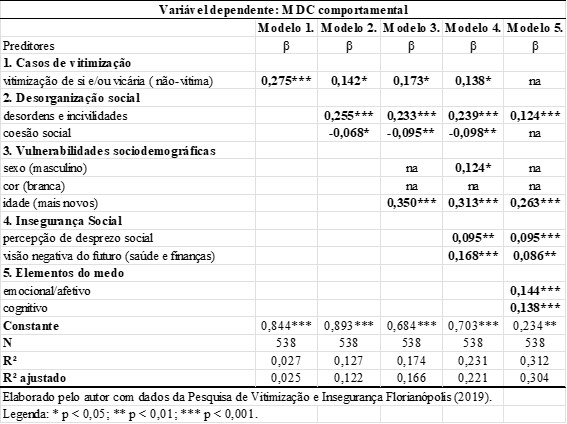 Variável dependente: MDC comportamental
Modelo 1. Modelo 2. Modelo 3. Modelo 4. Modelo 5.
Preditores β β β β β
1. Casos de vitimização
vitimização de si e/ou vicária (não-vitima) 0,275*** 0,142* 0,173* 0,138* na
2. Desorganização social
desordens e incivilidades 0,255*** 0,233*** 0,239*** 0,124***
coesão social -0,068* -0,095** -0,098** na
3. Vulnerabilidades sociodemográficas
sexo (masculino) na 0,124* na
cor (branca) na na na
idade (mais novos) 0,350*** 0,313*** 0,263***
4. Insegurança Social
percepção de desprezo social 0,095** 0,095***
visão negativa do futuro (saúde e finanças) 0,168*** 0,086**
5. Elementos do medo
emocional/afetivo 0,144***
cognitivo 0,138***
Constante 0,844*** 0,893*** 0,684*** 0,703*** 0,234**
N 538 538 538 538 538
R² 0,027 0,127 0,174 0,231 0,312
R² ajustado 0,025 0,122 0,166 0,221 0,304
Elaborado pelo autor com dados da Pesquisa de Vitimização e Insegurança Florianópolis (2019).
Legenda: * p < 0,05; ** p < 0,01; *** p < 0,001.